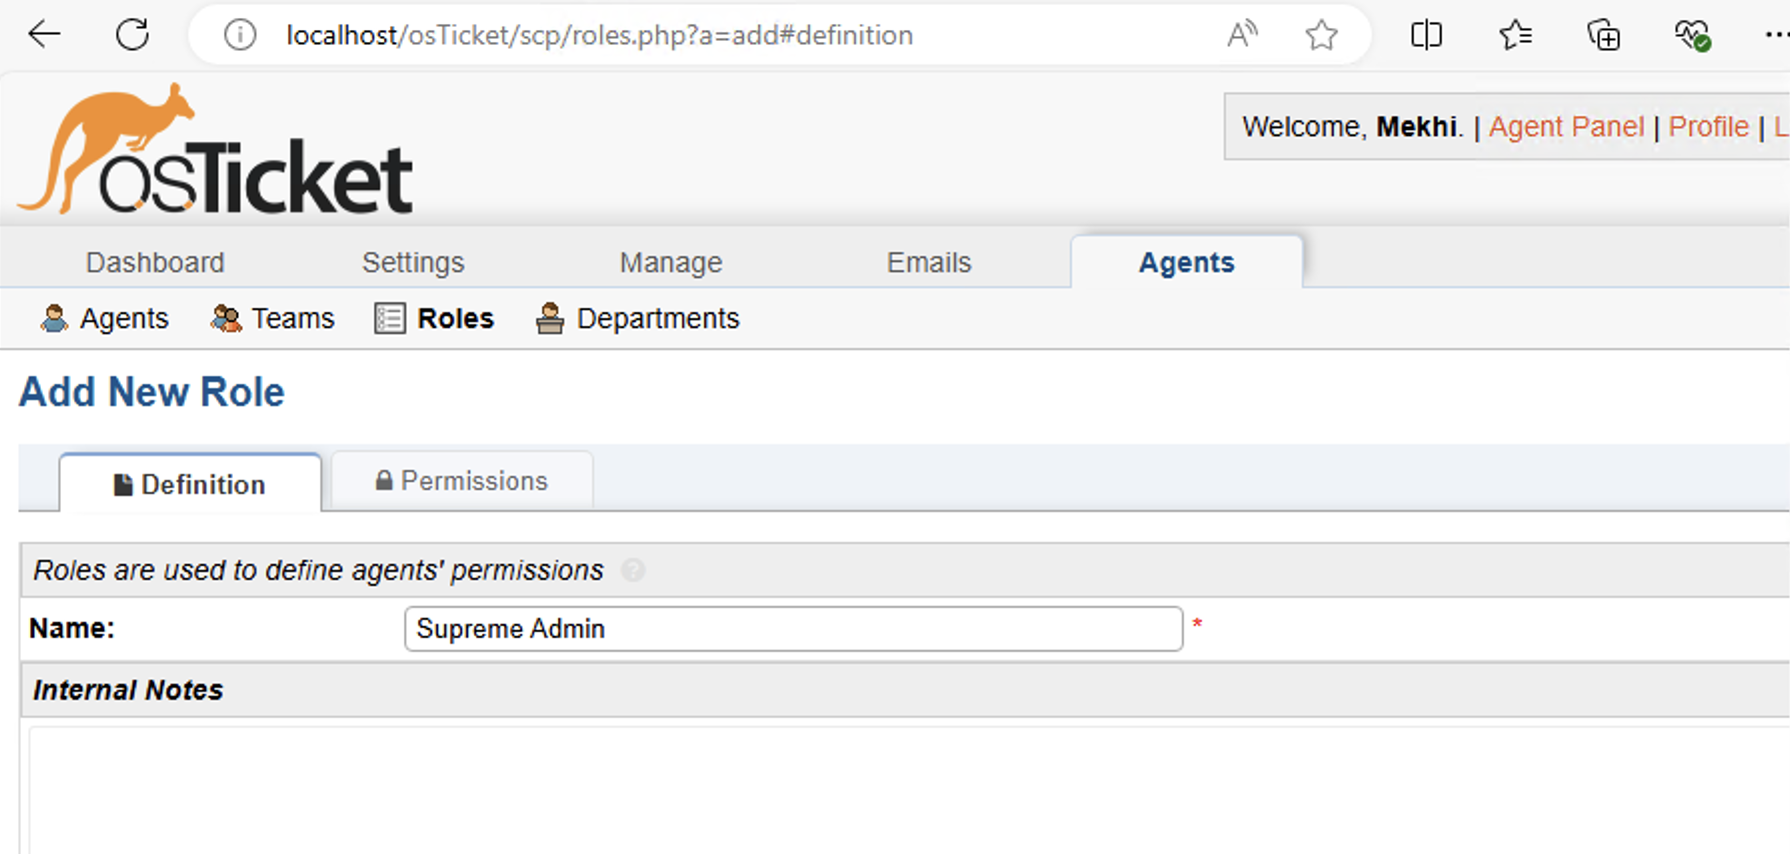 localhost/osTicket/scp/roles.php?a=add#definition
osTicket
Welcome, Mekhi. | Agent Panel | Profile | L
Dashboard Settings Manage Emails Agents
Agents Teams Roles Departments
Add New Role
Definition Permissions
Roles are used to define agents' permissions ?
Name: Supreme Admin *
Internal Notes